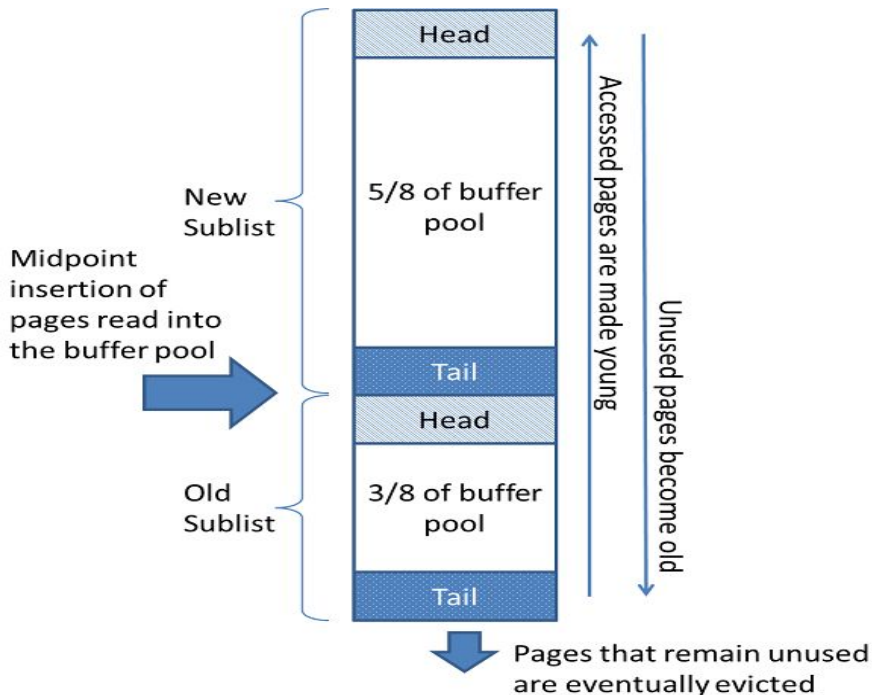 Head
5/8 of buffer
pool
New
Sublist
Midpoint
insertion of
pages read into
the buffer pool
Tail
Head
Old
Sublist
3/8 of buffer
pool
Tail
Accessed pages are made young
Unused pages become old
Pages that remain unused
are eventually evicted